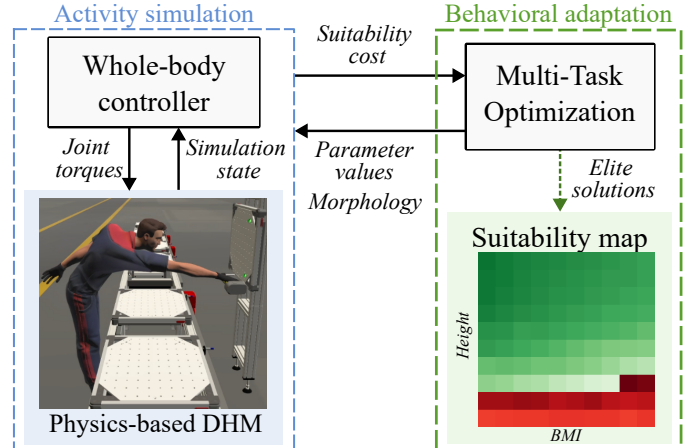 Activity simulation
Behavioral adaptation
Whole-body
controller
Suitability
cost
Multi-Task
Optimization
Joint
torques
Simulation
state
Parameter
values
Morphology
Elite
solutions
Suitability map
Height
BMI
Physics-based DHM